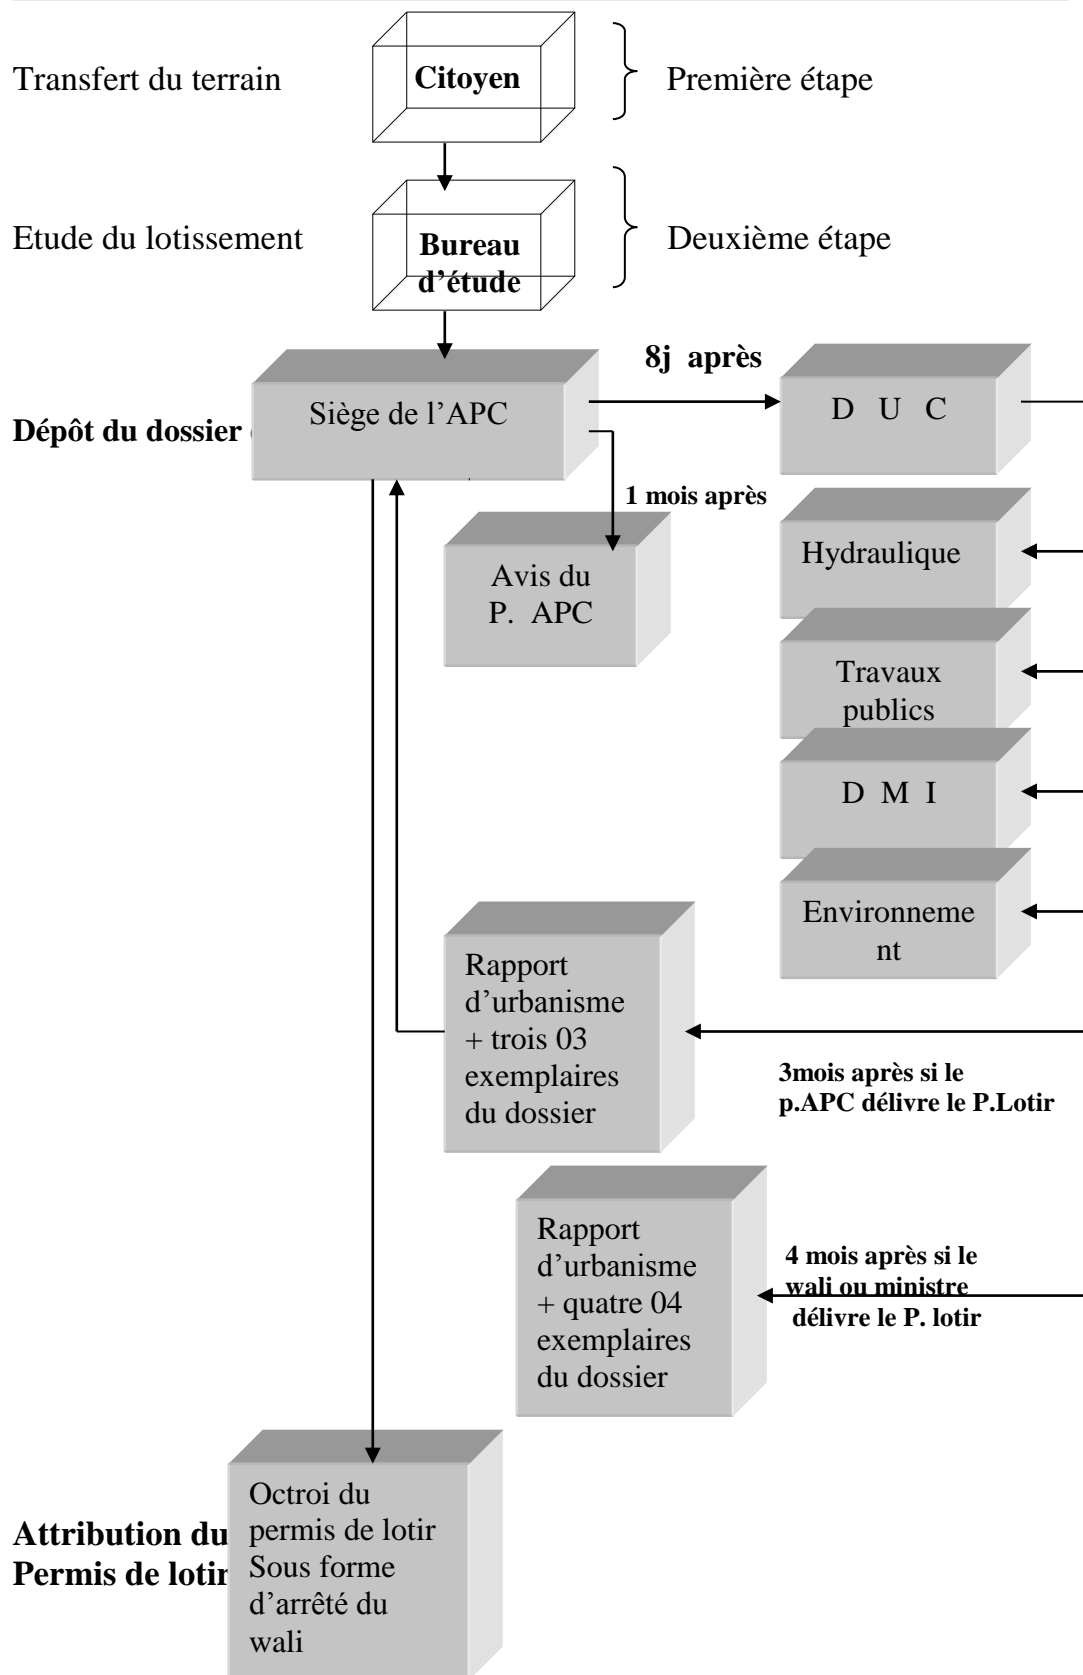 Transfert du terrain
Citoyen
Première étape
Etude du lotissement
Bureau
d’étude
Deuxième étape
8j après
Dépôt du dossier
Siège de l’APC
D U C
1 mois après
Avis du
P. APC
Hydraulique
Travaux
publics
D M I
Environneme
nt
Rapport
d’urbanisme
+ trois 03
exemplaires
du dossier
3mois après si le
p.APC délivre le P.Lotir
Rapport
d’urbanisme
+ quatre 04
exemplaires
du dossier
4 mois après si le
wali ou ministre
délivre le P. lotir
Attribution du
Permis de lotir
Octroi du
permis de lotir
Sous forme
d’arrêté du
wali